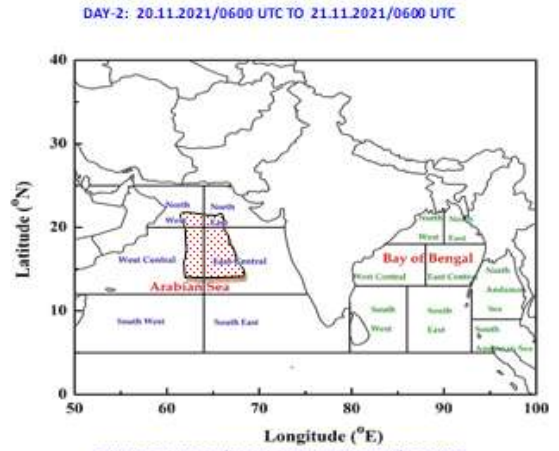 DAY-2: 20.11.2021/0600 UTC TO 21.11.2021/0600 UTC
40
30
20
10
0
Latitude (°N)
North
West
North
East
West Central
East Central
Arabian Sea
South West
South East
North
West
North
East
Bay of Bengal
West Central
East Central
South
West
South
East
North
Andaman
Sea
South
Andaman Sea
50 60 70 80 90 100
Longitude (°E)